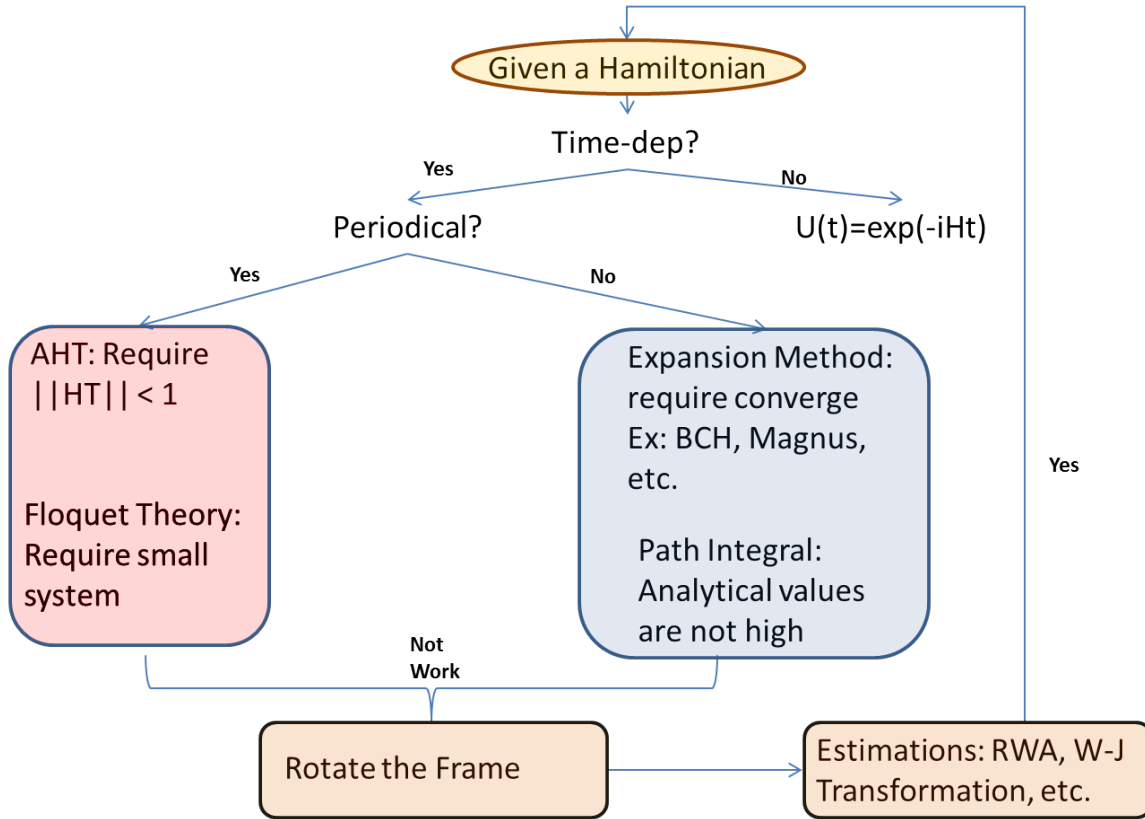 Given a Hamiltonian
Time-dep?
Yes
No
Periodical?
U(t)=exp(-iHt)
Yes
No
AHT: Require
||HT|| < 1
Floquet Theory:
Require small
system
Expansion Method:
require converge
Ex: BCH, Magnus,
etc.
Path Integral:
Analytical values
are not high
Yes
Not
Work
Rotate the Frame
Estimations: RWA, W-J
Transformation, etc.